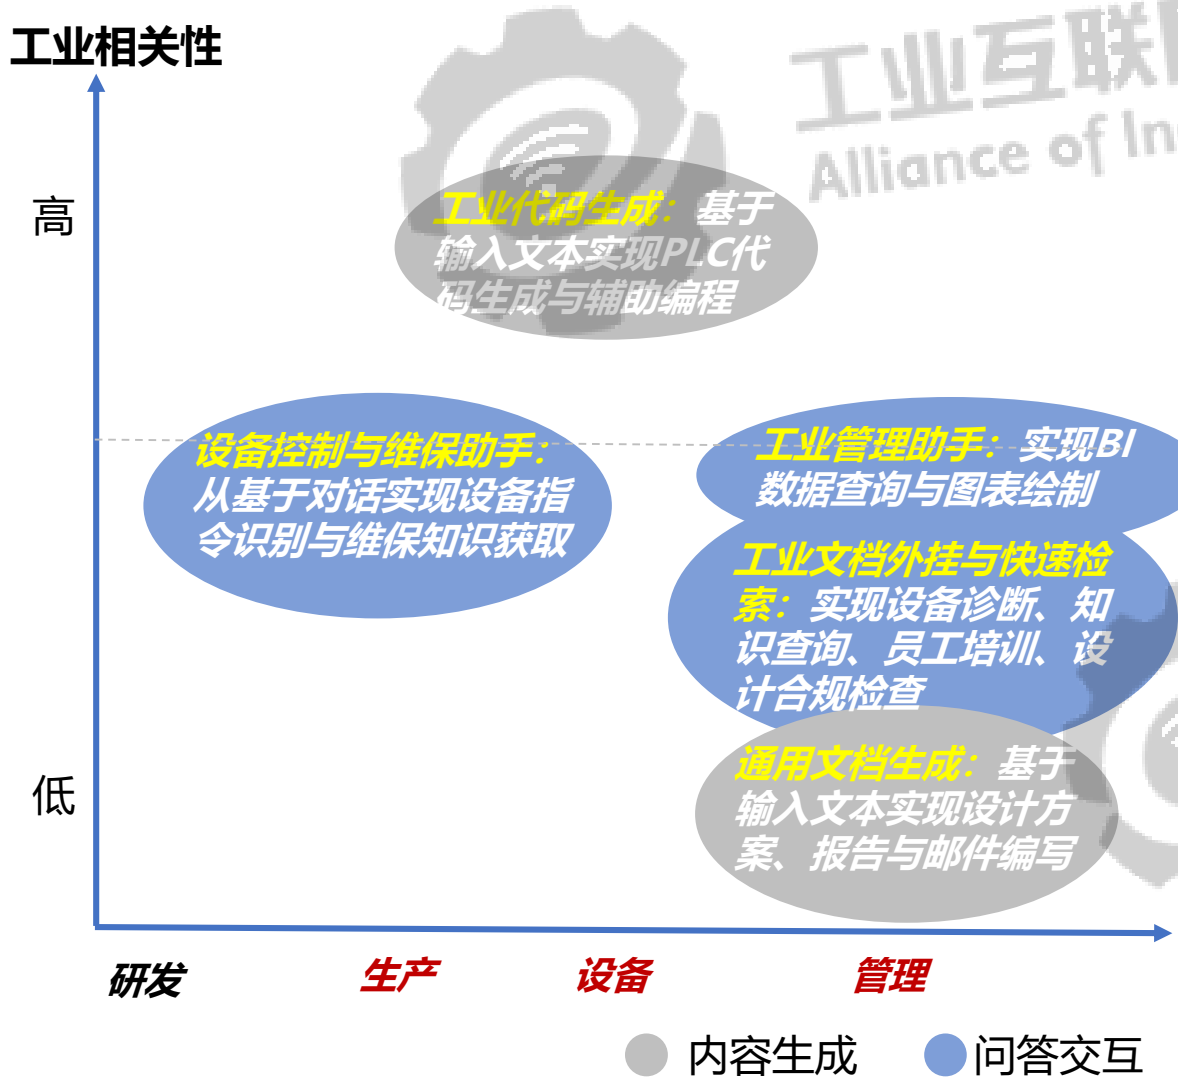 工业相关性
工业互联
Alliance of In
高
工业代码生成：基于
输入文本实现PLC代
码生成与辅助编程
设备控制与维保助手：
从基于对话实现设备指
令识别与维保知识获取
工业管理助手：实现BI
数据查询与图表绘制
工业文档外挂与快速检
索：实现设备诊断、知
识查询、员工培训、设
计合规检查
低
通用文档生成：基于
输入文本实现设计方
案、报告与邮件编写
研发 生产 设备 管理
内容生成 问答交互